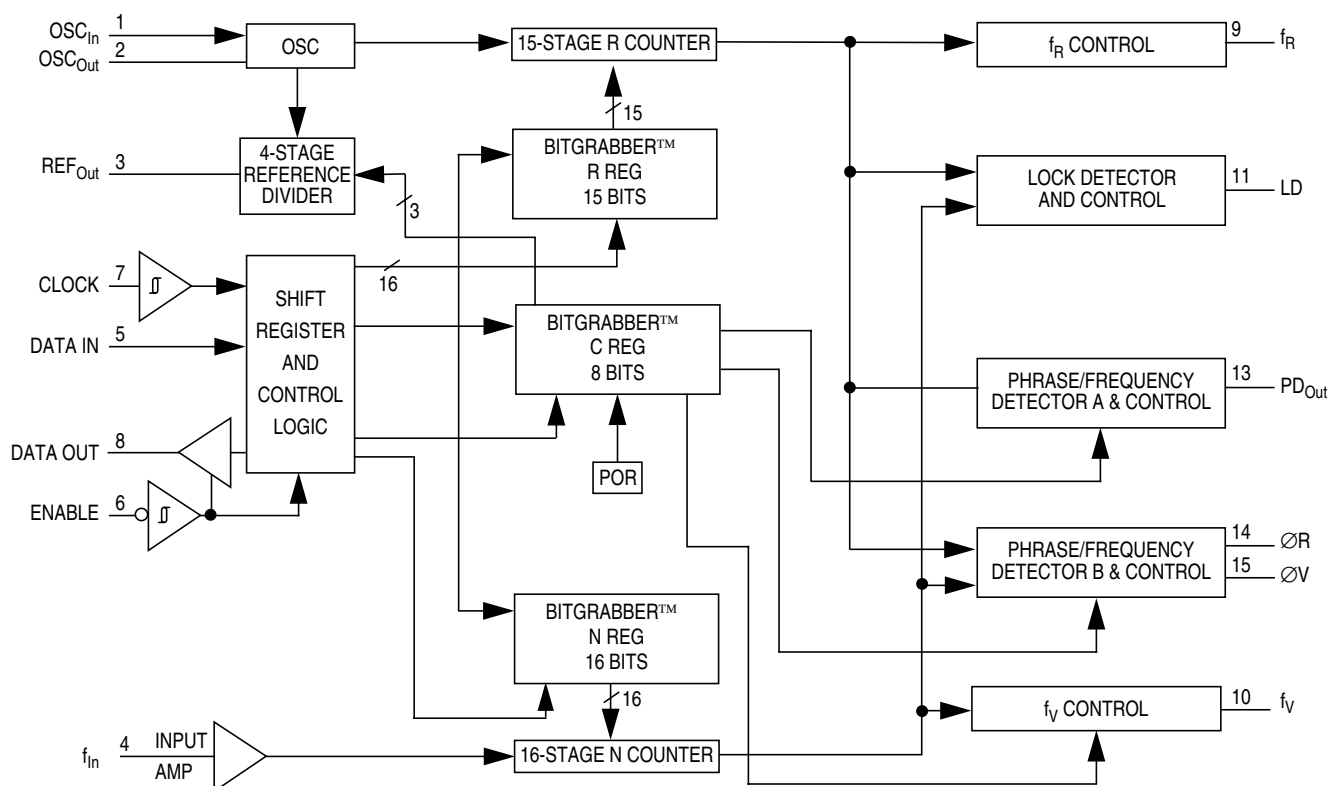 OSCIn 1
OSCOut 2
OSC
15-STAGE R COUNTER
fR CONTROL
9 fR
15
REFOut 3
4-STAGE
REFERENCE
DIVIDER
3
BITGRABBER™
R REG
15 BITS
LOCK DETECTOR
AND CONTROL
11 LD
CLOCK 7
16
DATA IN 5
SHIFT
REGISTER
AND
CONTROL
LOGIC
BITGRABBER™
C REG
8 BITS
PHRASE/FREQUENCY
DETECTOR A & CONTROL
13 PDOut
DATA OUT 8
POR
ENABLE 6
PHRASE/FREQUENCY
DETECTOR B & CONTROL
14 ∅R
15 ∅V
BITGRABBER™
N REG
16 BITS
16
fV CONTROL
10 fV
fIn 4
INPUT
AMP
16-STAGE N COUNTER